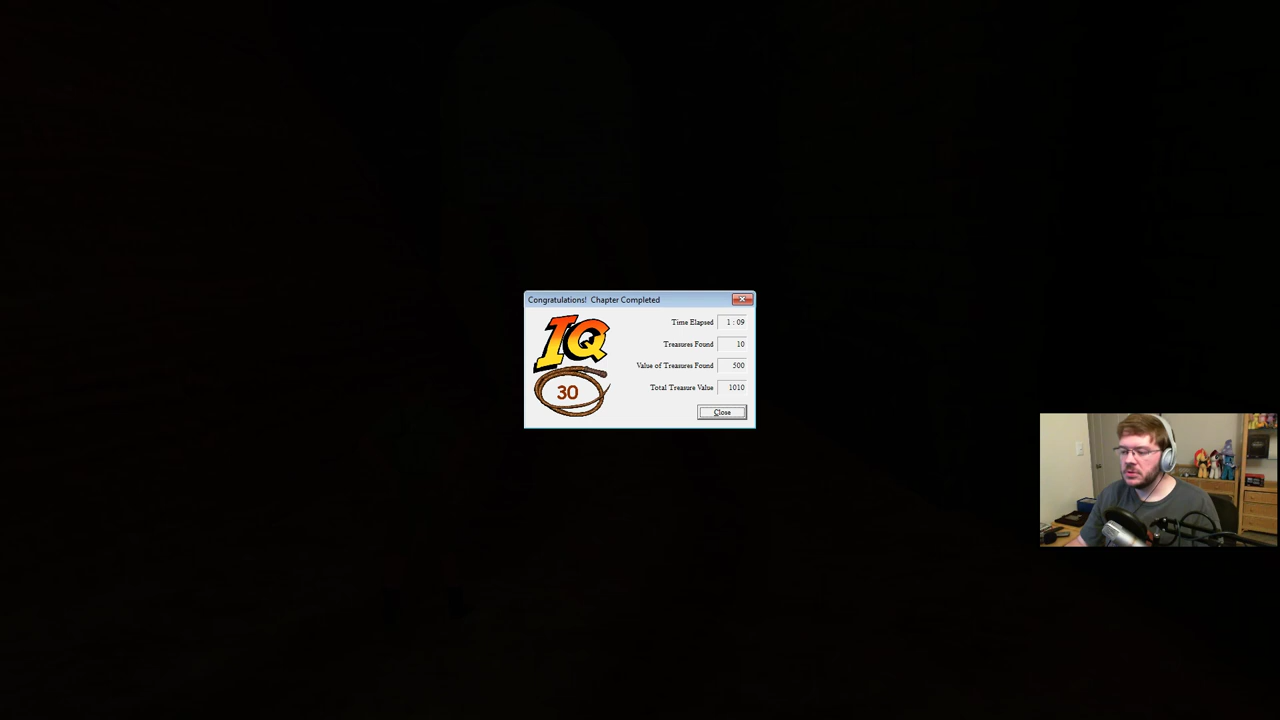 Congratulations! Chapter Completed
IQ
30
Time Elapsed 1 : 09
Treasures Found 10
Value of Treasures Found 500
Total Treasure Value 1010
Close